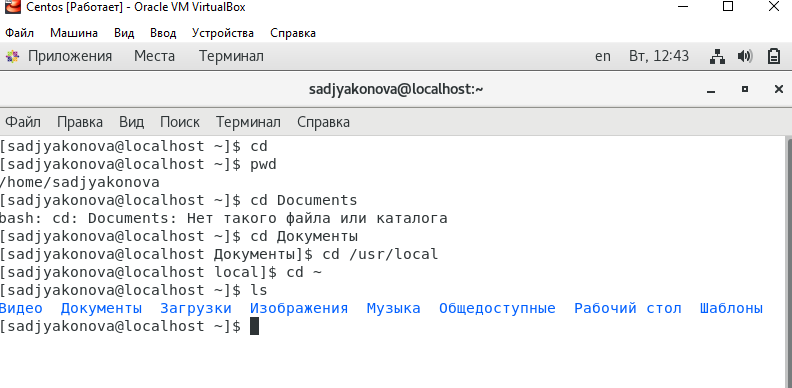 Centos [Работает] - Oracle VM VirtualBox
Файл Машина Вид Ввод Устройства Справка
Приложения Места Терминал en Вт, 12:43
sadjyakonova@localhost:~
Файл Правка Вид Поиск Терминал Справка
[sadjyakonova@localhost ~]$ cd
[sadjyakonova@localhost ~]$ pwd
/home/sadjyakonova
[sadjyakonova@localhost ~]$ cd Documents
bash: cd: Documents: Нет такого файла или каталога
[sadjyakonova@localhost ~]$ cd Документы
[sadjyakonova@localhost Документы]$ cd /usr/local
[sadjyakonova@localhost local]$ cd ~
[sadjyakonova@localhost ~]$ ls
Видео Документы Загрузки Изображения Музыка Общедоступные Рабочий стол Шаблоны
[sadjyakonova@localhost ~]$